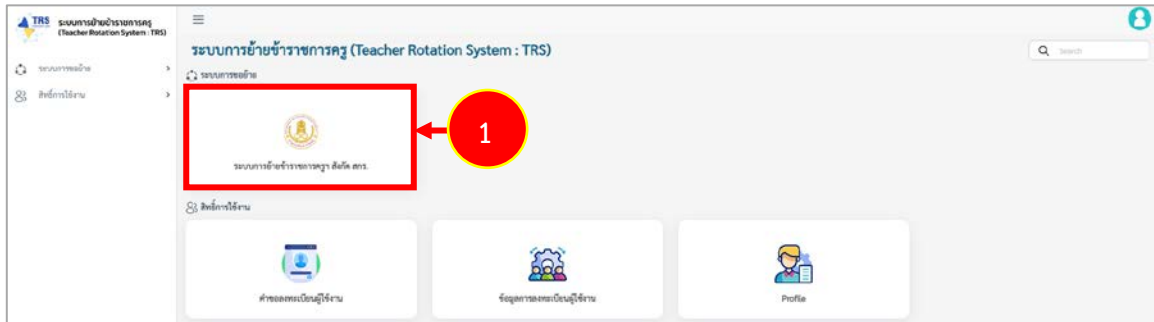 TRS ระบบการย้ายข้าราชการครู
(Teacher Rotation System : TRS)
ระบบการขอย้าย
สิทธิ์การใช้งาน
ระบบการย้ายข้าราชการครู (Teacher Rotation System : TRS)
Search
ระบบการขอย้าย
1
ระบบการย้ายข้าราชการครูฯ สังกัด สกร.
สิทธิ์การใช้งาน
คำขอลงทะเบียนผู้ใช้งาน
ข้อมูลการลงทะเบียนผู้ใช้งาน
Profile